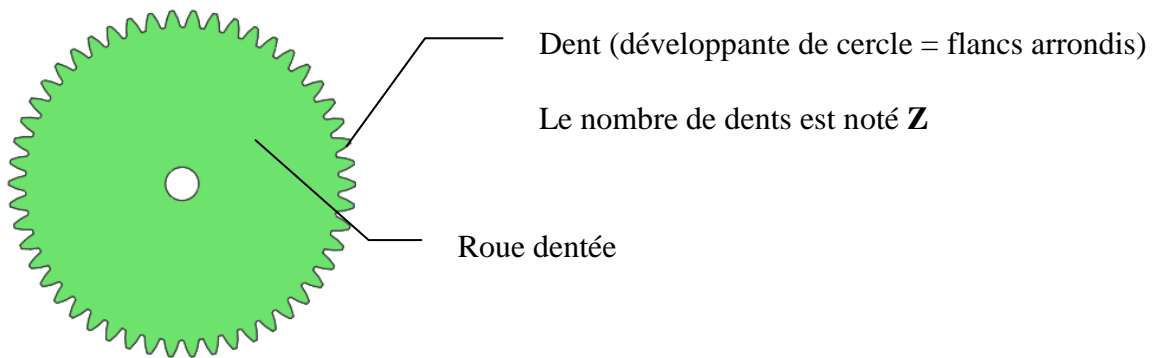 Dent (développante de cercle = flancs arrondis)
Le nombre de dents est noté Z
Roue dentée